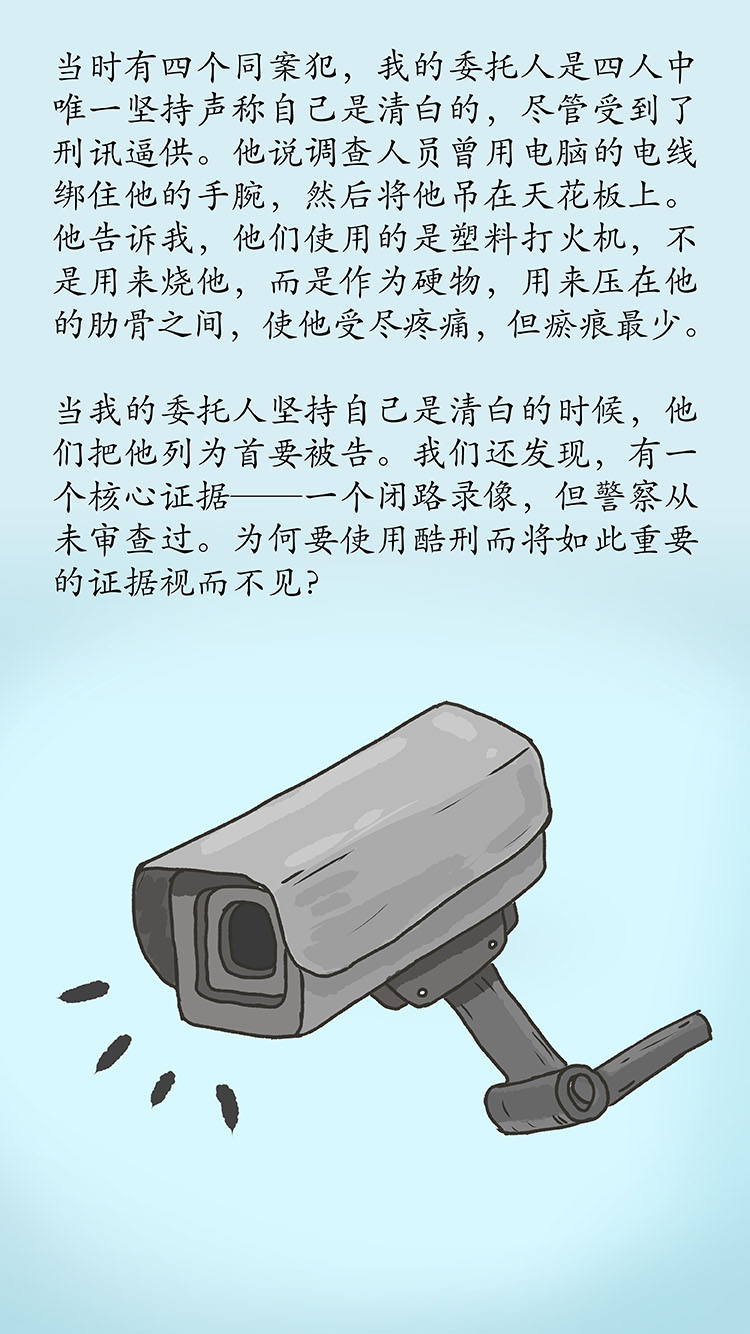 当时有四个同案犯，我的委托人是四人中
唯一坚持声称自己是清白的，尽管受到了
刑讯逼供。他说调查人员曾用电脑的电线
绑住他的手腕，然后将他吊在天花板上。
他告诉我，他们使用的是塑料打火机，不
是用来烧他，而是作为硬物，用来压在他
的肋骨之间，使他受尽疼痛，但瘀痕最少。
当我的委托人坚持自己是清白的时候，他
们把他列为首要被告。我们还发现，有一
个核心证据——一个闭路录像，但警察从
未审查过。为何要使用酷刑而将如此重要
的证据视而不见？